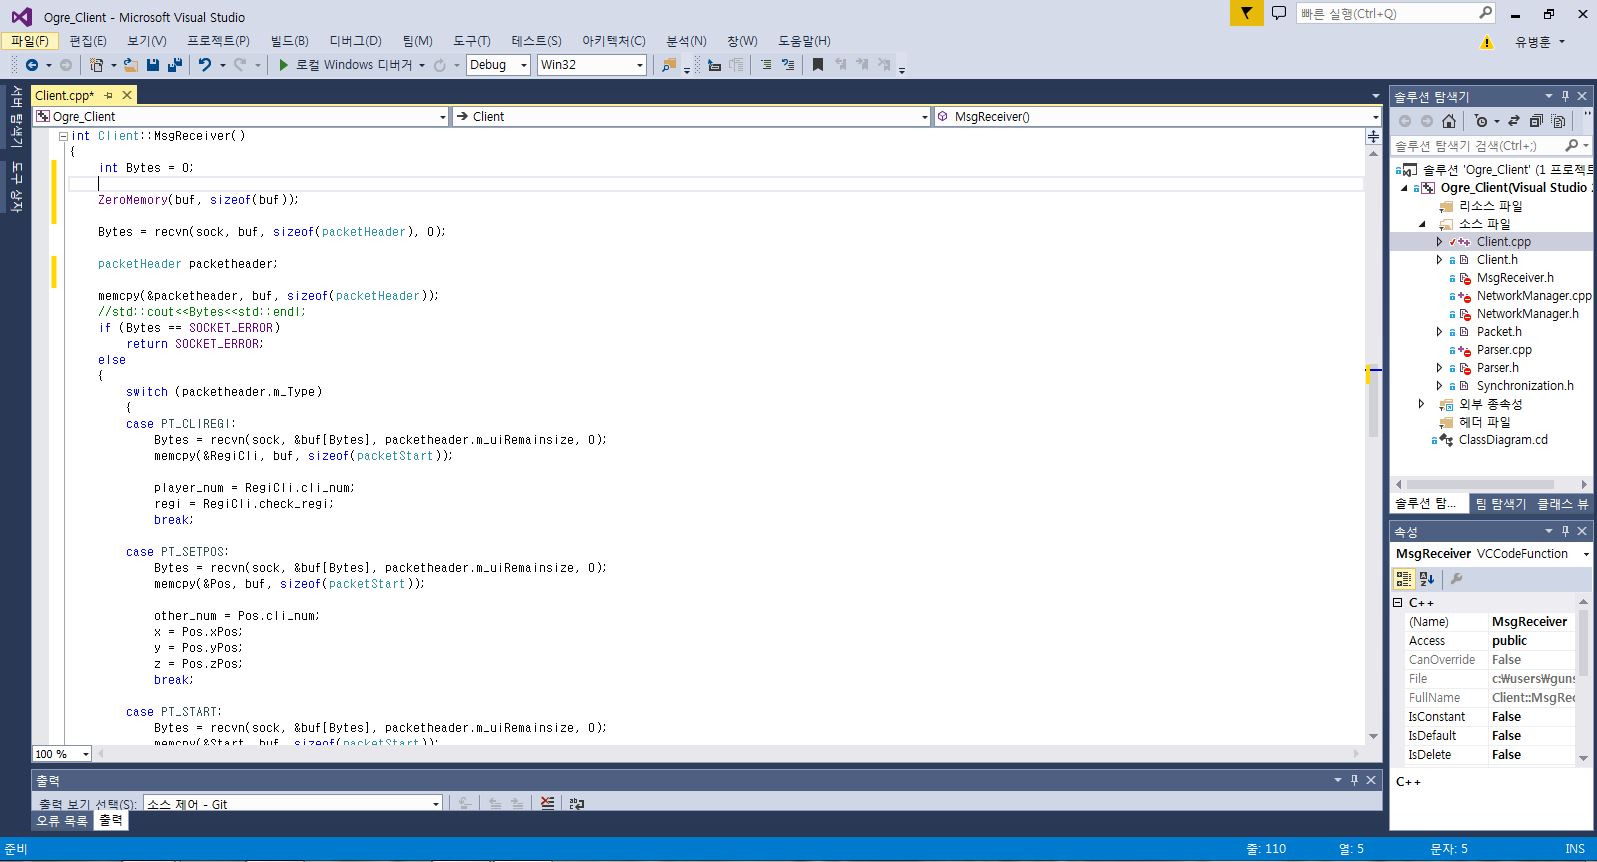 Ogre_Client - Microsoft Visual Studio
빠른 실행(Ctrl+Q)
파일(F) 편집(E) 보기(V) 프로젝트(P) 빌드(B) 디버그(D) 팀(M) 도구(T) 테스트(S) 아키텍처(C) 분석(N) 창(W) 도움말(H)
유병훈
로컬 Windows 디버거 Debug Win32
서버 탐색기
도구 상자
Client.cpp*
Ogre_Client Client MsgReceiver()
int Client::MsgReceiver()
{
int Bytes = 0;
ZeroMemory(buf, sizeof(buf));
Bytes = recvn(sock, buf, sizeof(packetHeader), 0);
packetHeader packetheader;
memcpy(&packetheader, buf, sizeof(packetHeader));
//std::cout<<Bytes<<std::endl;
if (Bytes == SOCKET_ERROR)
return SOCKET_ERROR;
else
{
switch (packetheader.m_Type)
{
case PT_CLIREGI:
Bytes = recvn(sock, &buf[Bytes], packetheader.m_uiRemainsize, 0);
memcpy(&RegiCli, buf, sizeof(packetStart));
player_num = RegiCli.cli_num;
regi = RegiCli.check_regi;
break;
case PT_SETPOS:
Bytes = recvn(sock, &buf[Bytes], packetheader.m_uiRemainsize, 0);
memcpy(&Pos, buf, sizeof(packetStart));
other_num = Pos.cli_num;
x = Pos.xPos;
y = Pos.yPos;
z = Pos.zPos;
break;
case PT_START:
Bytes = recvn(sock, &buf[Bytes], packetheader.m_uiRemainsize, 0);
memcpy(&Start, buf, sizeof(packetStart));
100 %
출력
출력 보기 선택(S): 소스 제어 - Git
오류 목록 출력
솔루션 탐색기
솔루션 탐색기 검색(Ctrl+;)
솔루션 'Ogre_Client' (1 프로젝트
Ogre_Client(Visual Studio
리소스 파일
소스 파일
Client.cpp
Client.h
MsgReceiver.h
NetworkManager.cpp
NetworkManager.h
Packet.h
Parser.cpp
Parser.h
Synchronization.h
외부 종속성
헤더 파일
ClassDiagram.cd
솔루션 탐... 팀 탐색기 클래스 뷰
속성
MsgReceiver VCCodeFunction
C++
(Name) MsgReceiver
Access public
CanOverride False
File c:₩users₩guns
FullName Client::MsgRec
IsConstant False
IsDefault False
IsDelete False
C++
준비 줄: 110 열: 5 문자: 5 INS